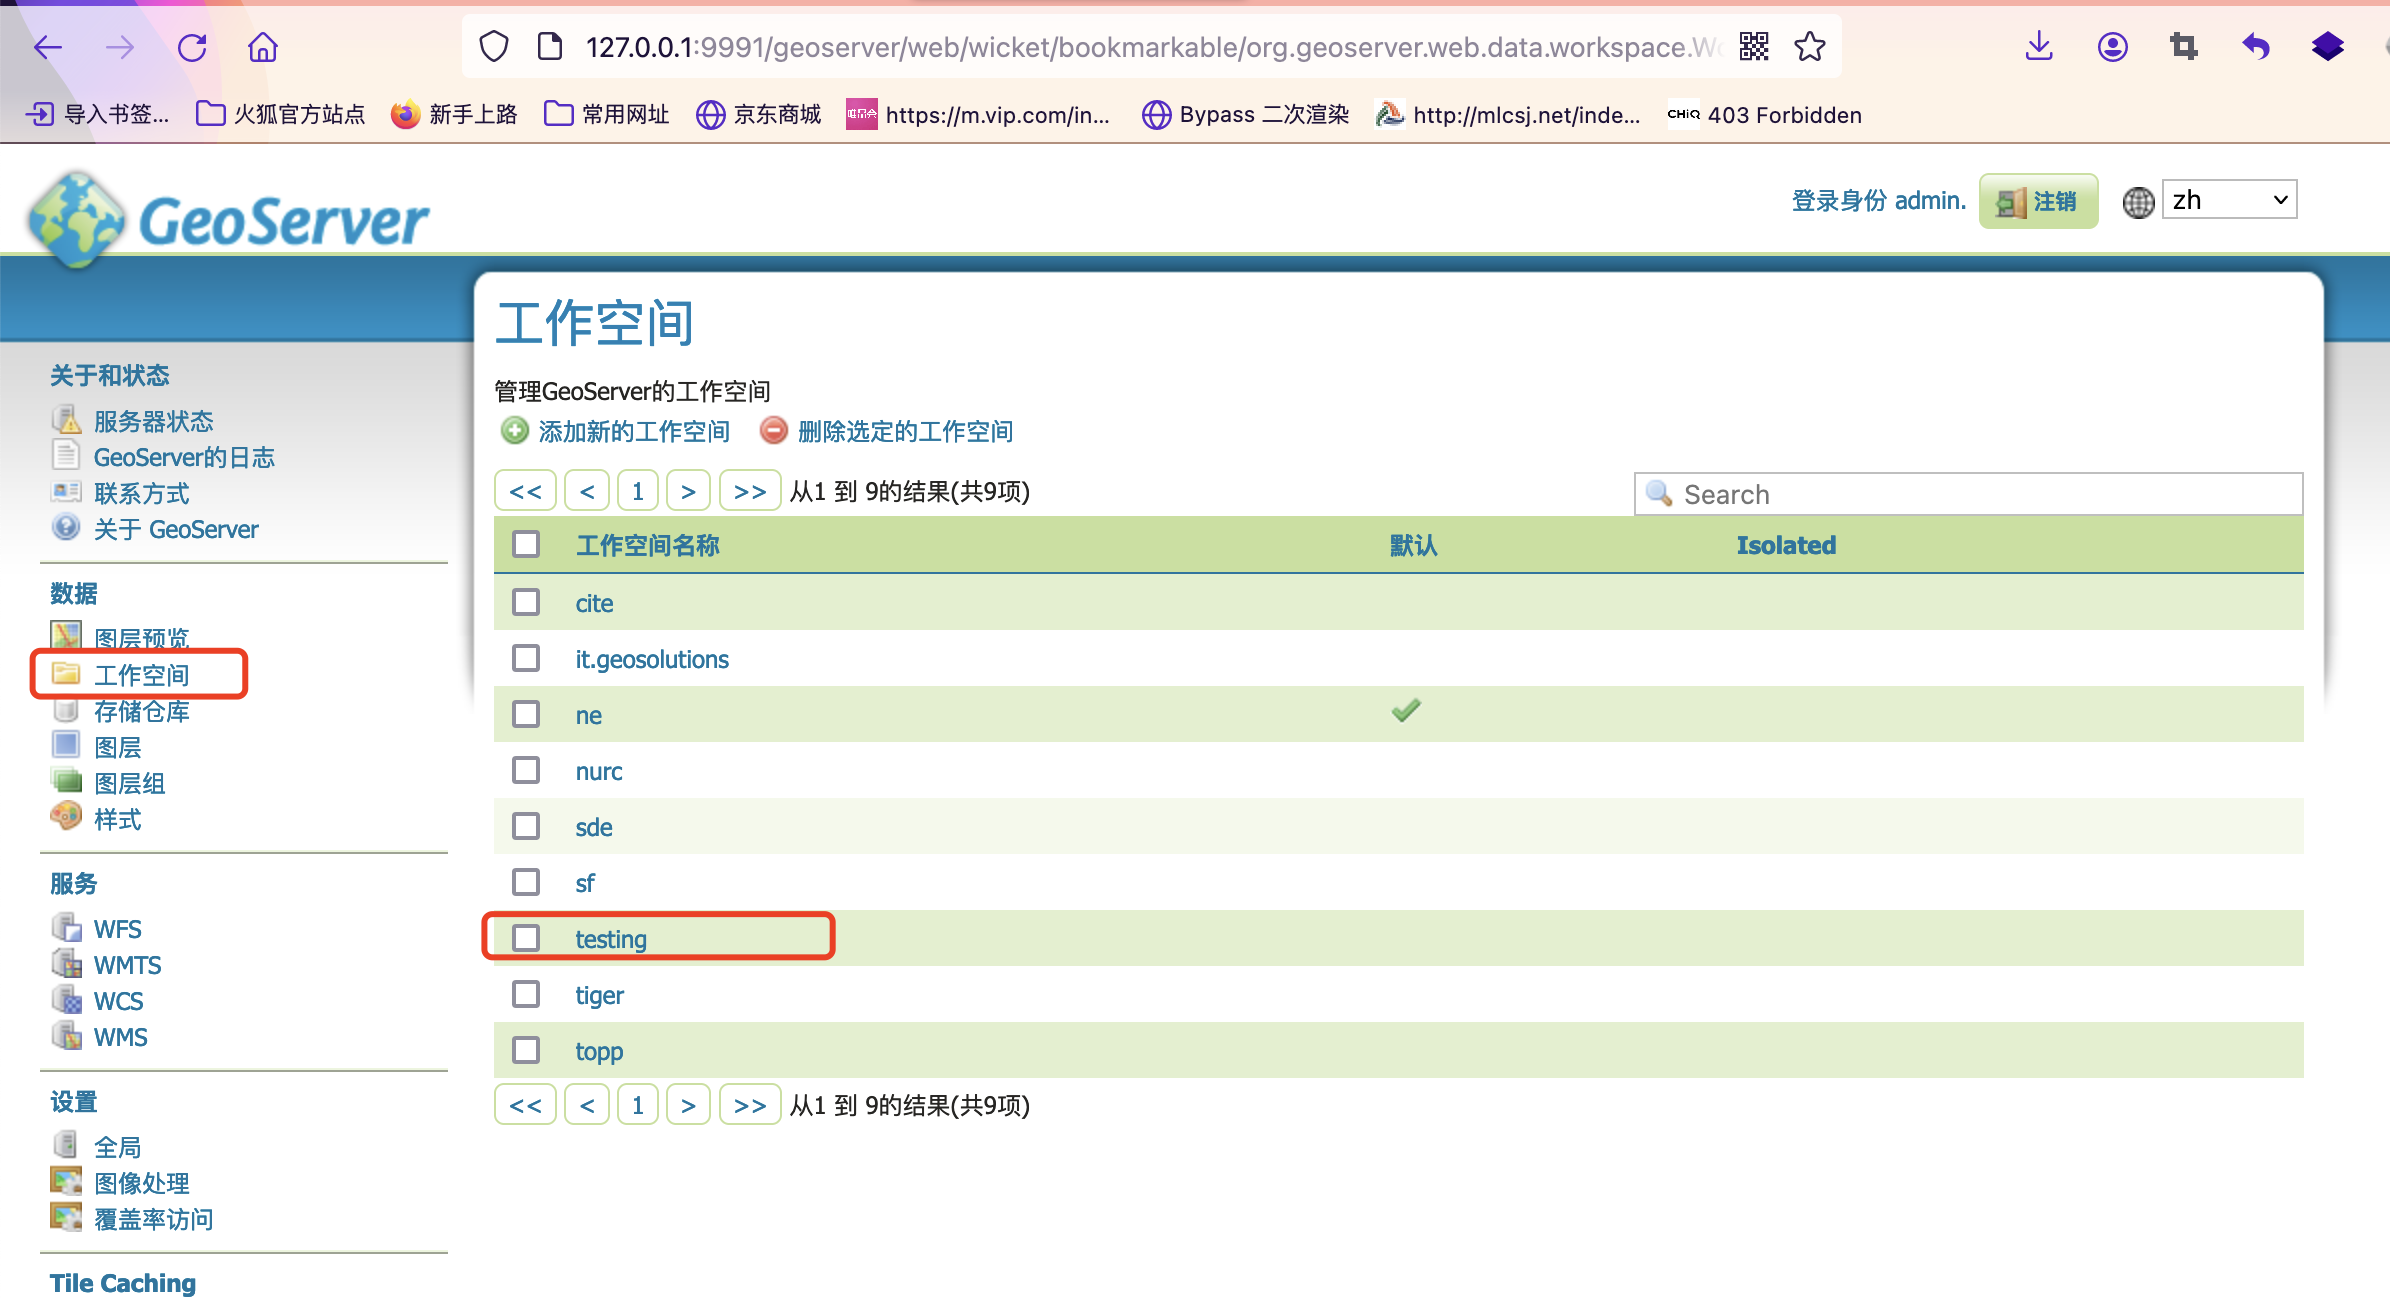 127.0.0.1:9991/geoserver/web/wicket/bookmarkable/org.geoserver.web.data.workspace.Wo
导入书签... 火狐官方站点 新手上路 常用网址 京东商城 https://m.vip.com/in... Bypass 二次渲染 http://mlcsj.net/inde... CHiQ 403 Forbidden
GeoServer
登录身份 admin. 注销 zh
工作空间
管理GeoServer的工作空间
添加新的工作空间 删除选定的工作空间
<< < 1 > >> 从1 到 9的结果(共9项) Search
工作空间名称 默认 Isolated
cite
it.geosolutions
ne
nurc
sde
sf
testing
tiger
topp
<< < 1 > >> 从1 到 9的结果(共9项)
关于和状态
服务器状态
GeoServer的日志
联系方式
关于 GeoServer
数据
图层预览
工作空间
存储仓库
图层
图层组
样式
服务
WFS
WMTS
WCS
WMS
设置
全局
图像处理
覆盖率访问
Tile Caching